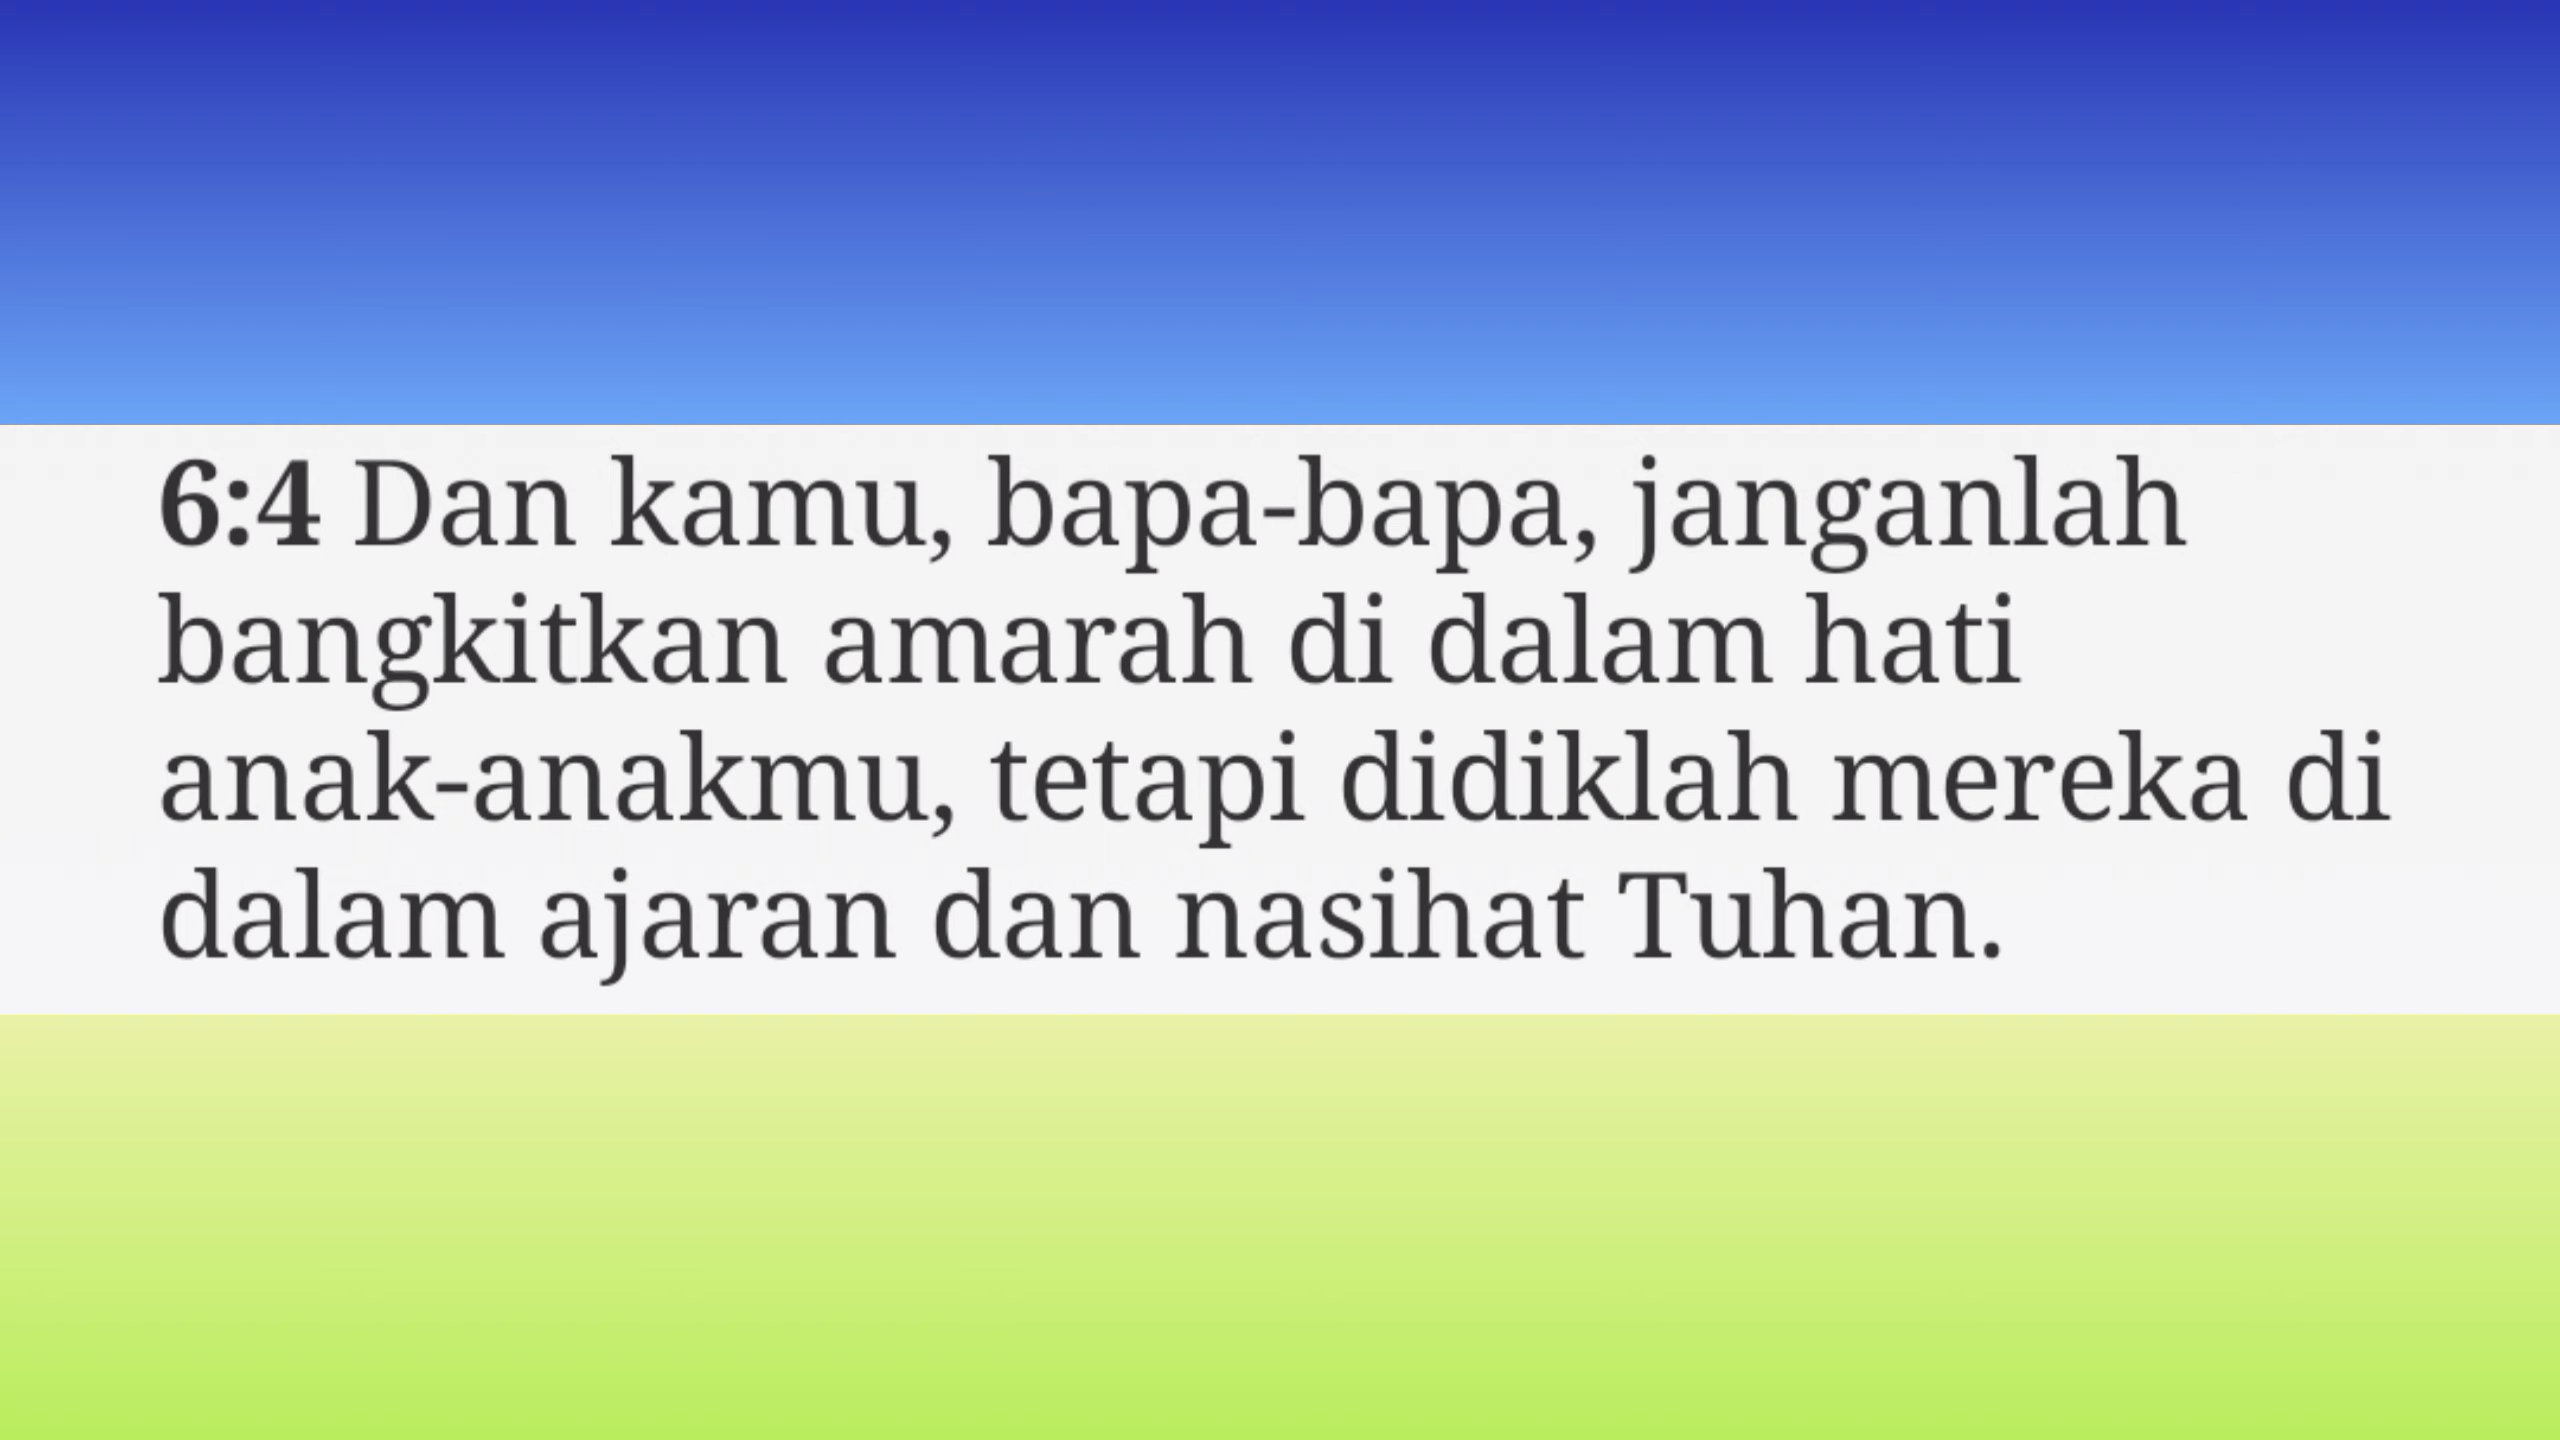 6:4 Dan kamu, bapa-bapa, janganlah
bangkitkan amarah di dalam hati
anak-anakmu, tetapi didiklah mereka di
dalam ajaran dan nasihat Tuhan.